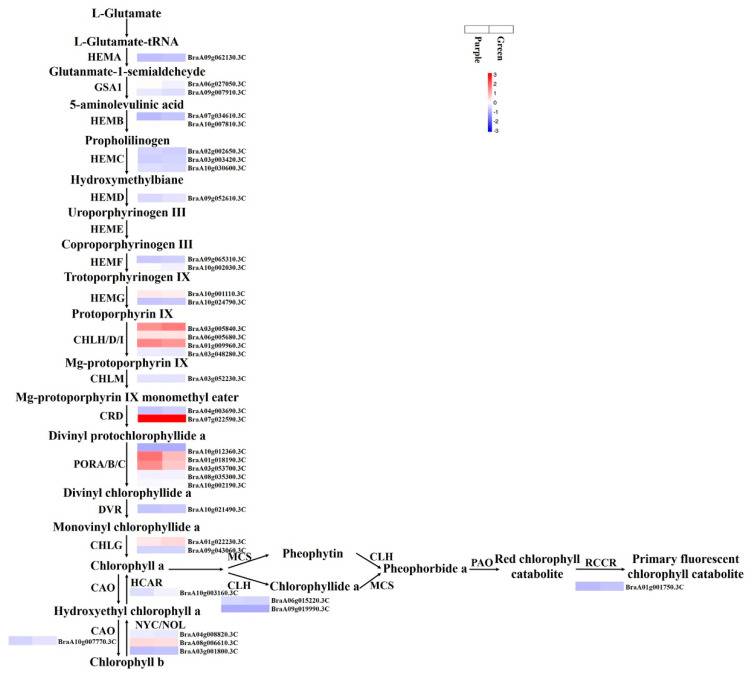 L-Glutamate
L-Glutamate-tRNA
HEMA
BraA09g062130.3C
Glutanmate-1-semialdeheyde
GSA1
BraA06g027050.3C
BraA09g007910.3C
5-aminolevulinic acid
HEMB
BraA07g034610.3C
BraA10g007810.3C
Prophollinogen
HEMC
BraA02g002650.3C
BraA03g003420.3C
BraA10g030600.3C
Hydroxymethylbiane
HEMD
BraA09g052610.3C
Uroporphyrinogen III
HEME
Coproporphyrinogen III
HEMF
BraA09g065310.3C
BraA10g002030.3C
Trotoporphyrinogen IX
HEMG
BraA10g001110.3C
BraA10g024790.3C
Protoporphyrin IX
CHLH/D/I
BraA03g005840.3C
BraA06g005680.3C
BraA01g009960.3C
BraA03g048280.3C
Mg-protoporphyrin IX
CHLM
BraA03g052230.3C
Mg-protoporphyrin IX monomethyl eater
CRD
BraA04g003690.3C
BraA07g022590.3C
Divinyl protochlorophyllide a
PORA/B/C
BraA10g012360.3C
BraA01g018190.3C
BraA03g053700.3C
BraA08g035300.3C
BraA10g002190.3C
Divinyl chlorophyllide a
DVR
BraA10g021490.3C
Monovinyl chlorophyllide a
CHLG
BraA01g022230.3C
BraA09g043060.3C
Chlorophyll a
CAO
HCAR
BraA10g003160.3C
Hydroxyethyl chlorophyll a
CAO
NYC/NOL
BraA10g007770.3C
BraA04g008820.3C
BraA08g006610.3C
BraA03g001800.3C
Chlorophyll b
MCS
Pheophytin
CLH
CLH
Chlorophyllide a
MCS
BraA06g015220.3C
BraA09g019990.3C
Pheophorbide a
PAO
Red chlorophyll
catabolite
RCCR
Primary fluorescent
chlorophyll catabolite
BraA01g001750.3C
Purple
Green
3
2
1
0
-1
-2
-3